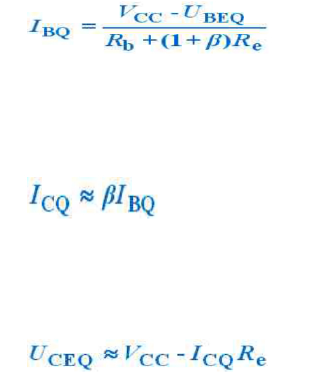 I_BQ = (V_CC - U_BEQ) / (R_b + (1 + β)R_e)
I_CQ ≈ βI_BQ
U_CEQ ≈ V_CC - I_CQ R_e